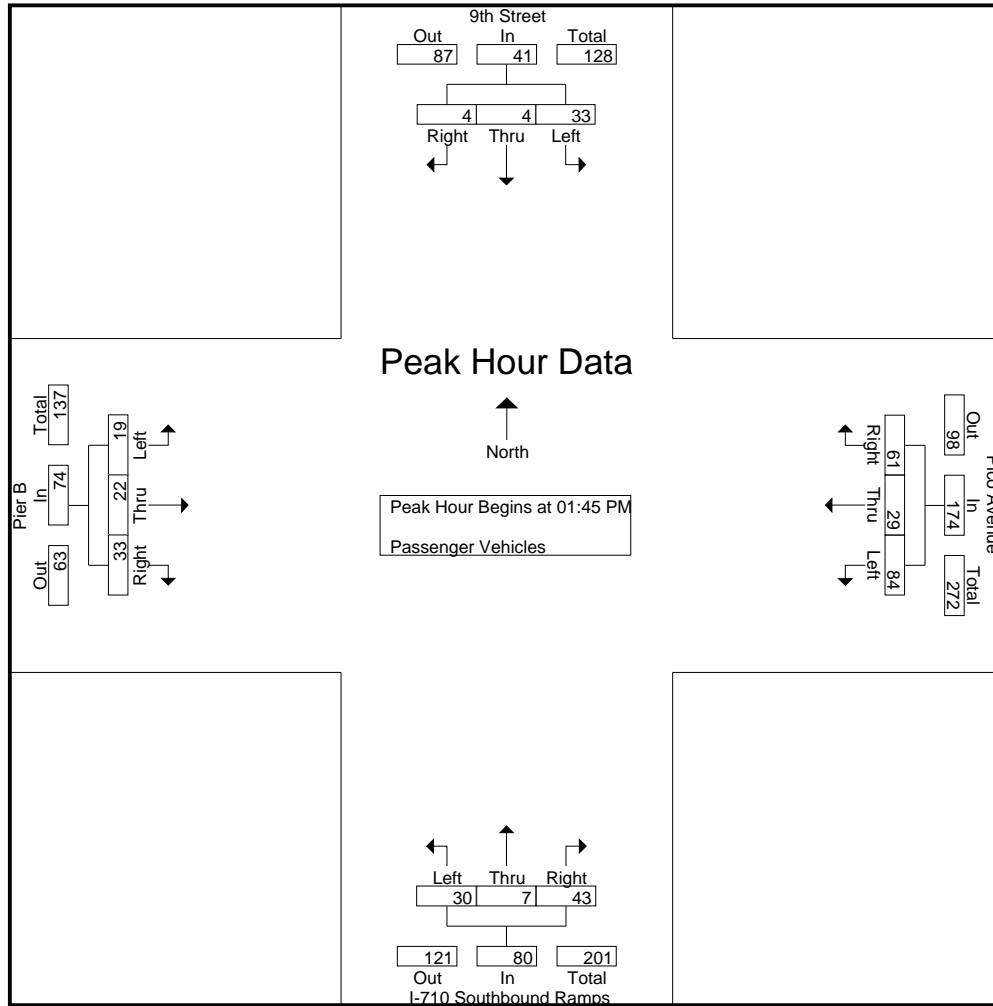 9th Street
Out In Total
87 41 128
4 4 33
Right Thru Left
Peak Hour Data
North
Peak Hour Begins at 01:45 PM
Passenger Vehicles
Pier B
Total In Out
137 74 63
19 22 33
Left Thru Right
Right Thru Left
61 29 84
Out In Total
98 174 272
Avenue
Left Thru Right
30 7 43
121 80 201
Out In Total
I-710 Southbound Ramps